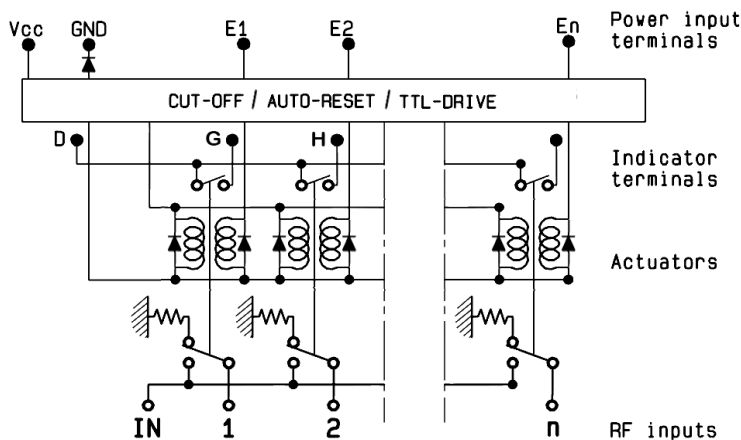 Vcc GND E1 E2 En Power input
terminals
CUT-OFF / AUTO-RESET / TTL-DRIVE
D G H
Indicator
terminals
Actuators
IN 1 2 n RF inputs